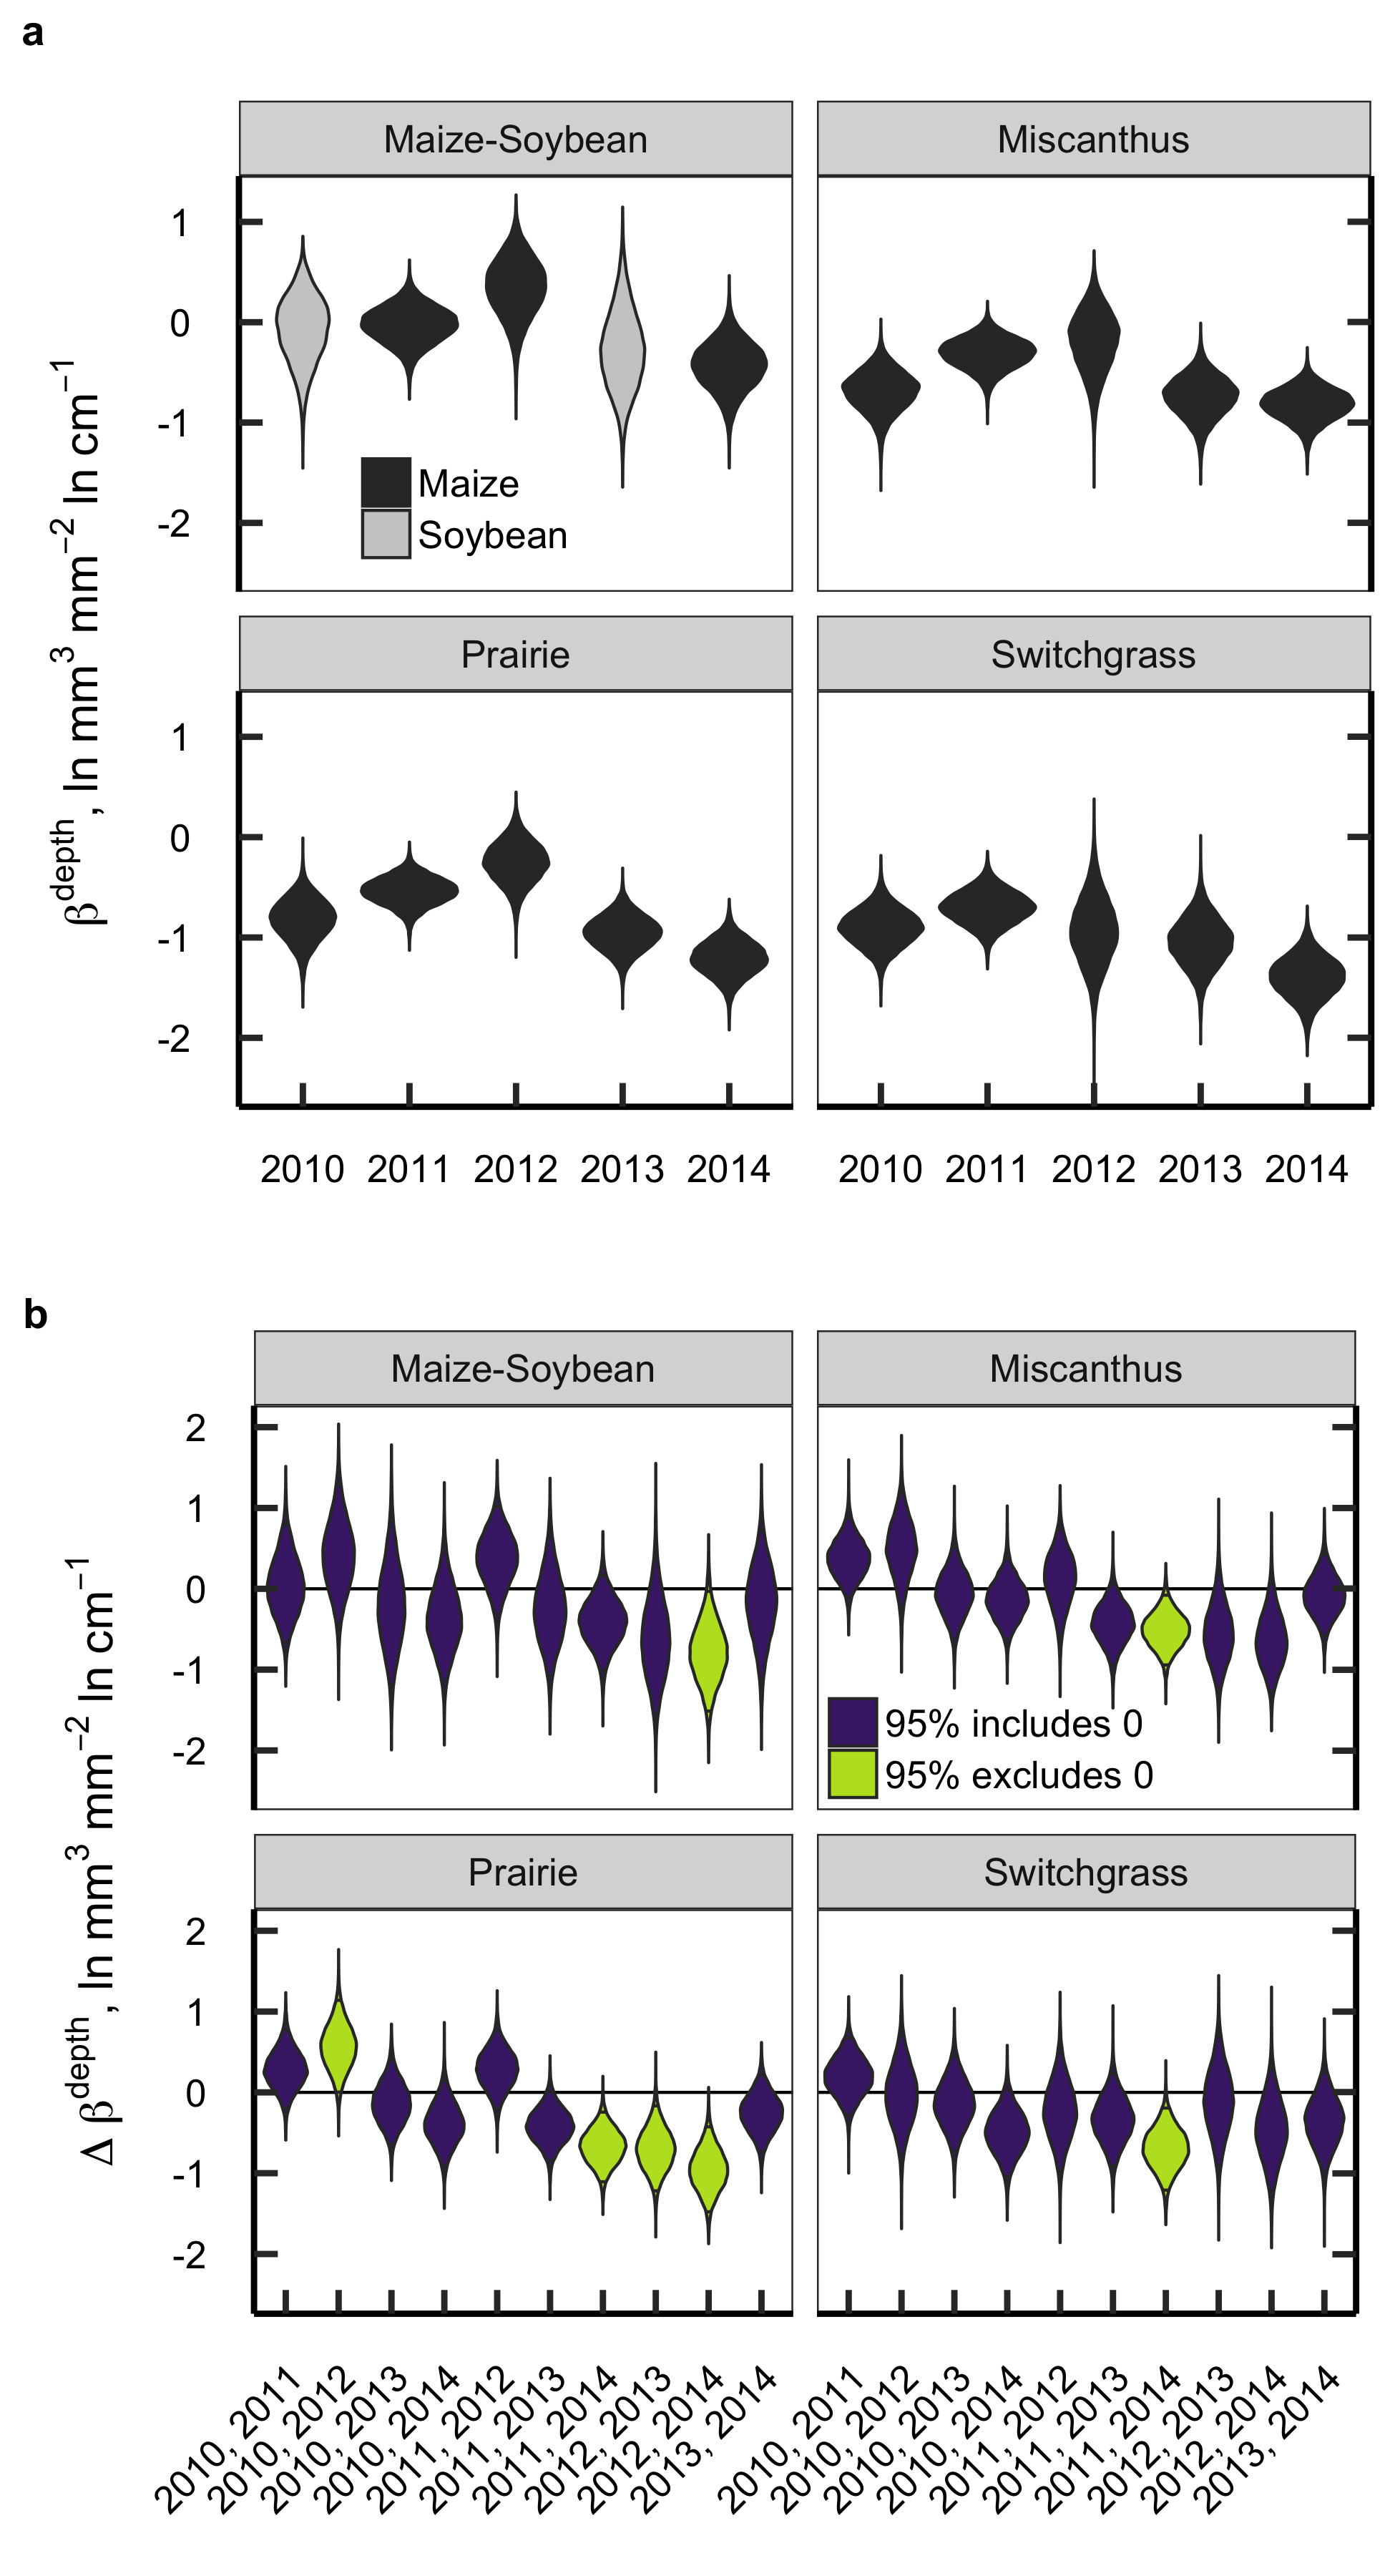 a
Maize-Soybean
Miscanthus
1
0
-1
-2
Maize
Soybean
Prairie
Switchgrass
1
0
-1
-2
β^depth, ln mm³ mm⁻² ln cm⁻¹
2010 2011 2012 2013 2014
2010 2011 2012 2013 2014
b
Maize-Soybean
Miscanthus
2
1
0
-1
-2
95% includes 0
95% excludes 0
Prairie
Switchgrass
2
1
0
-1
-2
Δ β^depth, ln mm³ mm⁻² ln cm⁻¹
2010, 2011
2010, 2012
2010, 2013
2010, 2014
2011, 2012
2011, 2013
2011, 2014
2012, 2013
2012, 2014
2013, 2014
2010, 2011
2010, 2012
2010, 2013
2010, 2014
2011, 2012
2011, 2013
2011, 2014
2012, 2013
2012, 2014
2013, 2014